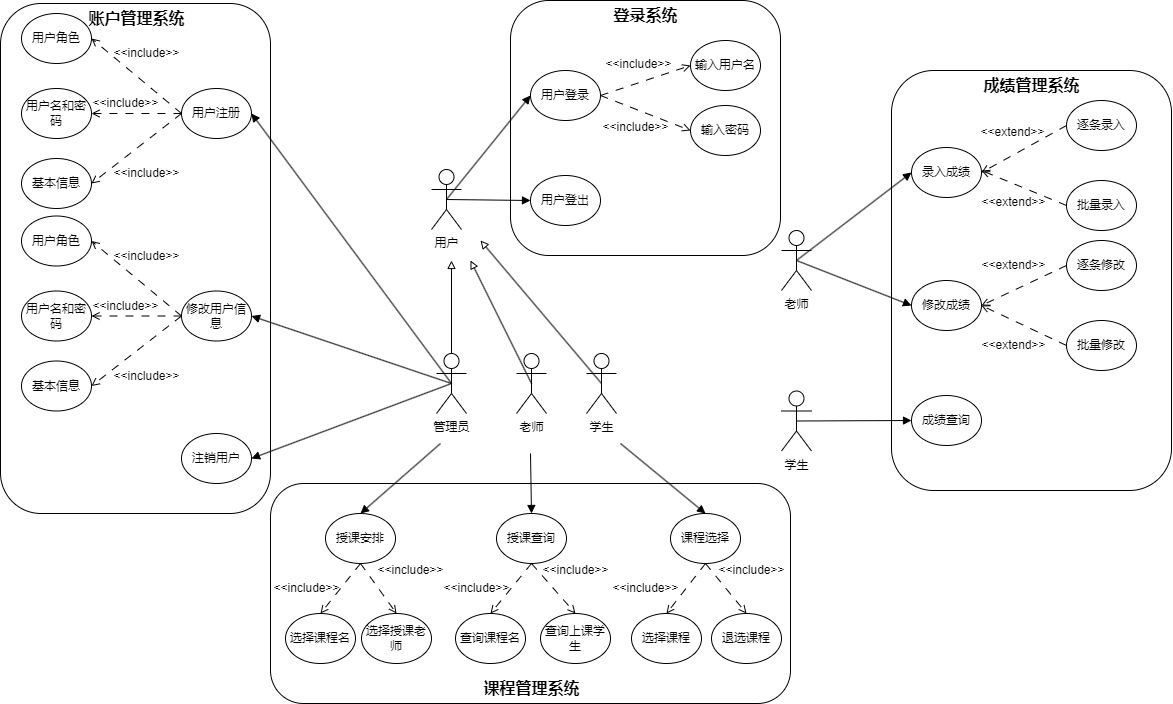 账户管理系统
用户角色
<<include>>
用户名和密
码
<<include>>
用户注册
基本信息
<<include>>
用户角色
<<include>>
用户名和密
码
<<include>>
修改用户信
息
基本信息
<<include>>
注销用户
登录系统
用户登录
<<include>>
输入用户名
<<include>>
输入密码
用户登出
用户
管理员
老师
学生
成绩管理系统
逐条录入
<<extend>>
录入成绩
<<extend>>
批量录入
老师
逐条修改
<<extend>>
修改成绩
<<extend>>
批量修改
学生
成绩查询
授课安排
<<include>>
<<include>>
选择课程名
选择授课老
师
授课查询
<<include>>
<<include>>
查询课程名
查询上课学
生
课程选择
<<include>>
<<include>>
选择课程
退选课程
课程管理系统